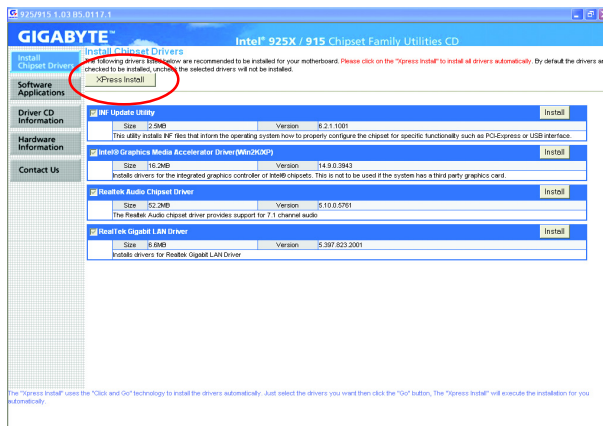 925/915 1.03 B5.0117.1
GIGABYTE™
Intel® 925X / 915 Chipset Family Utilities CD
Install
Chipset Drivers
Software
Applications
Driver CD
Information
Hardware
Information
Contact Us
Install Chipset Drivers
The following drivers listed below are recommended to be installed for your motherboard. Please click on the "Xpress Install" to install all drivers automatically. By default the drivers are
checked to be installed, uncheck the selected drivers will not be installed.
XPress Install
INF Update Utility
Install
Size 2.5MB Version 6.2.1.1001
This utility installs INF files that inform the operating system how to properly configure the chipset for specific functionality such as PCI-Express or USB interface.
Intel® Graphics Media Accelerator Driver(Win2K/XP)
Install
Size 16.2MB Version 14.9.0.3943
Installs drivers for the integrated graphics controller of Intel® chipsets. This is not to be used if the system has a third party graphics card.
Realtek Audio Chipset Driver
Install
Size 52.2MB Version 5.10.0.5761
The Realtek Audio chipset driver provides support for 7.1 channel audio
RealTek Gigabit LAN Driver
Install
Size 6.6MB Version 5.397.823.2001
Installs drivers for Realtek Gigabit LAN Driver
The "Xpress Install" uses the "Click and Go" technology to install the drivers automatically. Just select the drivers you want then click the "Go" button, The "Xpress Install" will execute the installation for you
automatically.